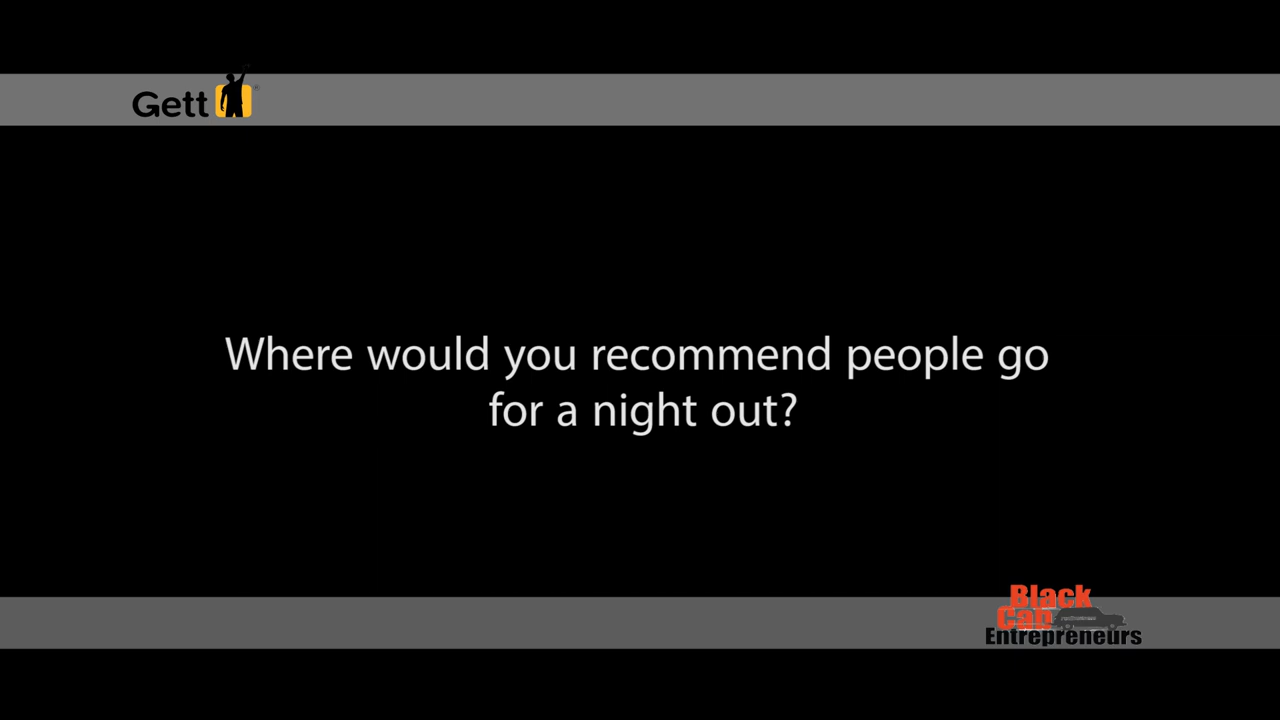 Gett
Where would you recommend people go
for a night out?
Black
Cab
Entrepreneurs